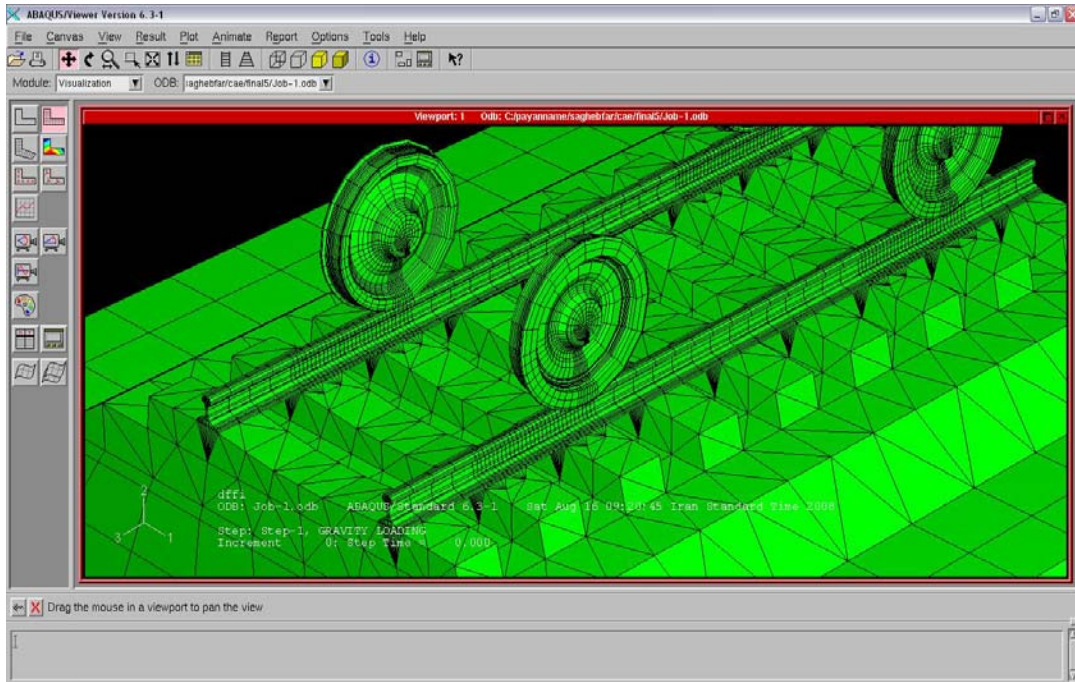 ABAQUS/Viewer Version 6.3-1
File Canvas View Result Plot Animate Report Options Tools Help
Module: Visualization ODB: saghebfar/cae/final5/Job-1.odb
Viewport: 1 Odb: C:/payanname/saghebfar/cae/final5/Job-1.odb
2
3 1
dffi
ODB: Job-1.odb ABAQUS/Standard 6.3-1 Sat Aug 16 09:20:45 Iran Standard Time 2008
Step: Step-1, GRAVITY LOADING
Increment 0: Step Time = 0.000
Drag the mouse in a viewport to pan the view